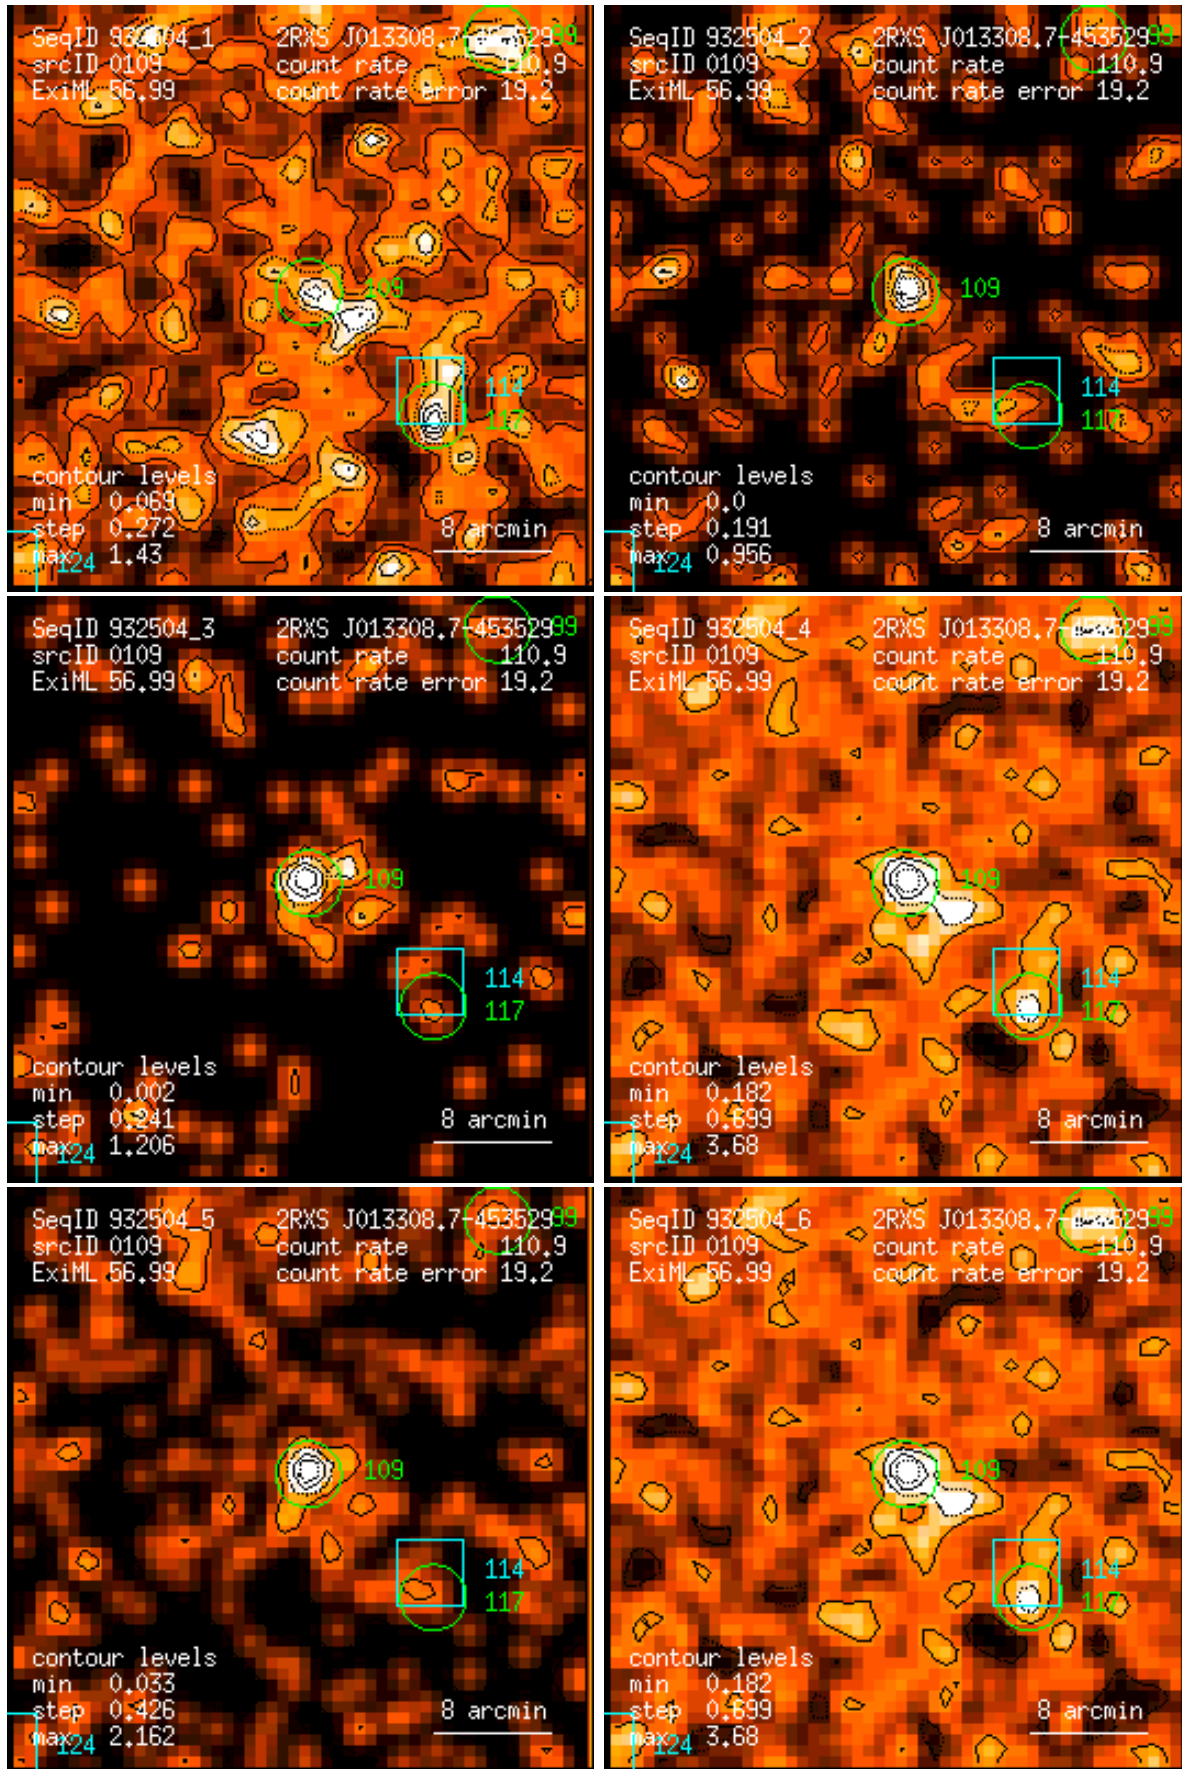 SeqID 932504_1 2RXS J013308.7-453529 99
srcID 0109 count rate 110.9
ExiML 56.99 count rate error 19.2
109
114
117
contour levels
min 0.069
step 0.272 8 arcmin
max 1.43
124
SeqID 932504_2 2RXS J013308.7-453529 99
srcID 0109 count rate 110.9
ExiML 56.99 count rate error 19.2
109
114
117
contour levels
min 0.0
step 0.191 8 arcmin
max 0.956
124
SeqID 932504_3 2RXS J013308.7-453529 99
srcID 0109 count rate 110.9
ExiML 56.99 count rate error 19.2
109
114
117
contour levels
min 0.002
step 0.241 8 arcmin
max 1.206
124
SeqID 932504_4 2RXS J013308.7-453529 99
srcID 0109 count rate 110.9
ExiML 56.99 count rate error 19.2
109
114
117
contour levels
min 0.182
step 0.699 8 arcmin
max 3.68
124
SeqID 932504_5 2RXS J013308.7-453529 99
srcID 0109 count rate 110.9
ExiML 56.99 count rate error 19.2
109
114
117
contour levels
min 0.033
step 0.426 8 arcmin
max 2.162
124
SeqID 932504_6 2RXS J013308.7-453529 99
srcID 0109 count rate 110.9
ExiML 56.99 count rate error 19.2
109
114
117
contour levels
min 0.182
step 0.699 8 arcmin
max 3.68
124